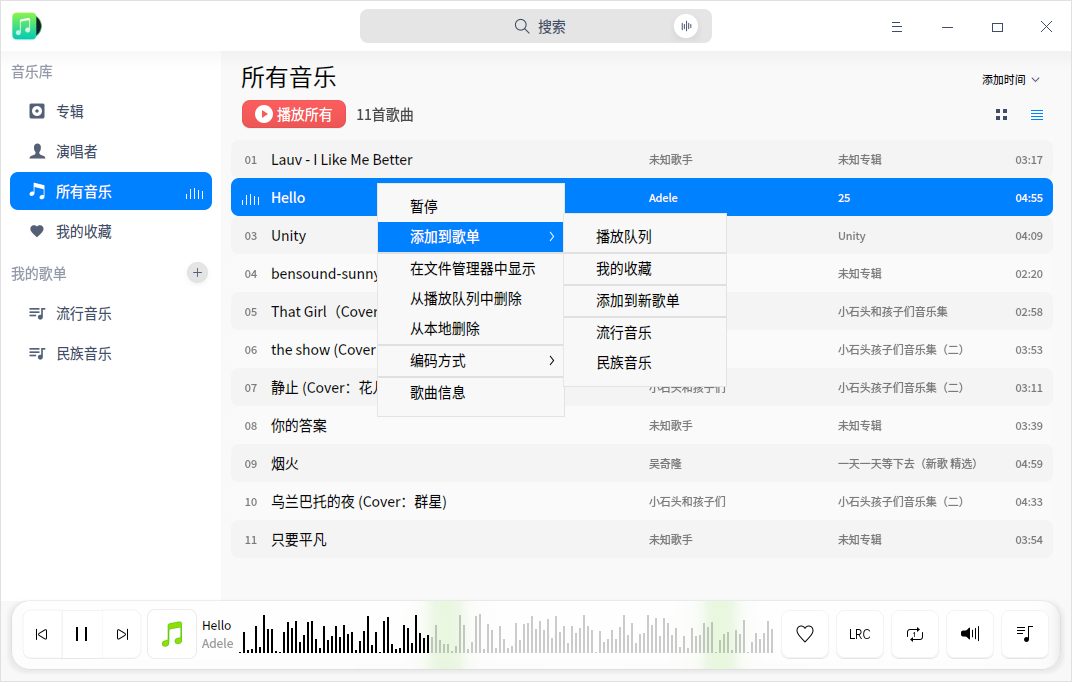 搜索
音乐库
专辑
演唱者
所有音乐
我的收藏
我的歌单
流行音乐
民族音乐
所有音乐
添加时间
播放所有 11首歌曲
01 Lauv - I Like Me Better 未知歌手 未知专辑 03:17
Hello Adele 25 04:55
03 Unity Unity 04:09
04 bensound-sunny 未知专辑 02:20
05 That Girl（Cover 小石头和孩子们音乐集 02:58
06 the show (Cover 小石头孩子们音乐集（二） 03:53
07 静止 (Cover：花儿 小石头和孩子们 小石头孩子们音乐集（二） 03:11
08 你的答案 未知歌手 未知专辑 03:39
09 烟火 吴奇隆 一天一天等下去（新歌 精选） 04:59
10 乌兰巴托的夜 (Cover：群星) 小石头和孩子们 小石头孩子们音乐集（二） 04:33
11 只要平凡 未知歌手 未知专辑 03:54
暂停
添加到歌单
在文件管理器中显示
从播放队列中删除
从本地删除
编码方式
歌曲信息
播放队列
我的收藏
添加到新歌单
流行音乐
民族音乐
Hello
Adele
LRC